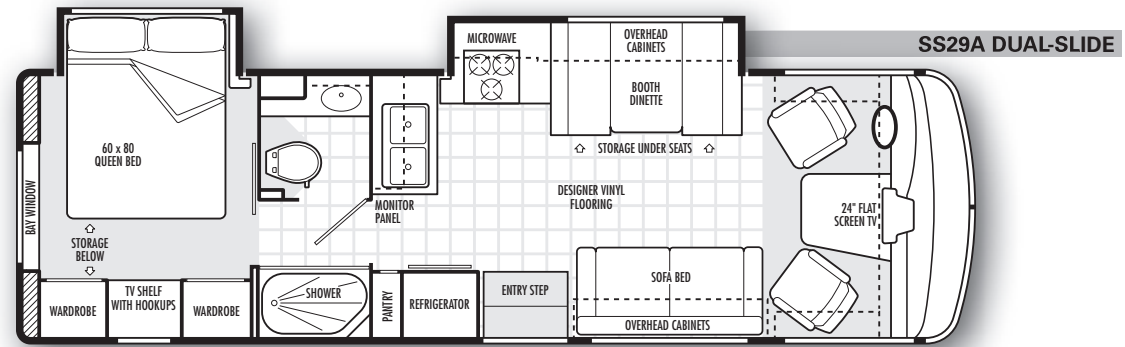 SS29A DUAL-SLIDE
MICROWAVE
OVERHEAD
CABINETS
BOOTH
DINETTE
60 x 80
QUEEN BED
STORAGE UNDER SEATS
BAY WINDOW
MONITOR
PANEL
DESIGNER VINYL
FLOORING
24" FLAT
SCREEN TV
STORAGE
BELOW
WARDROBE
TV SHELF
WITH HOOKUPS
WARDROBE
SHOWER
PANTRY
REFRIGERATOR
ENTRY STEP
SOFA BED
OVERHEAD CABINETS